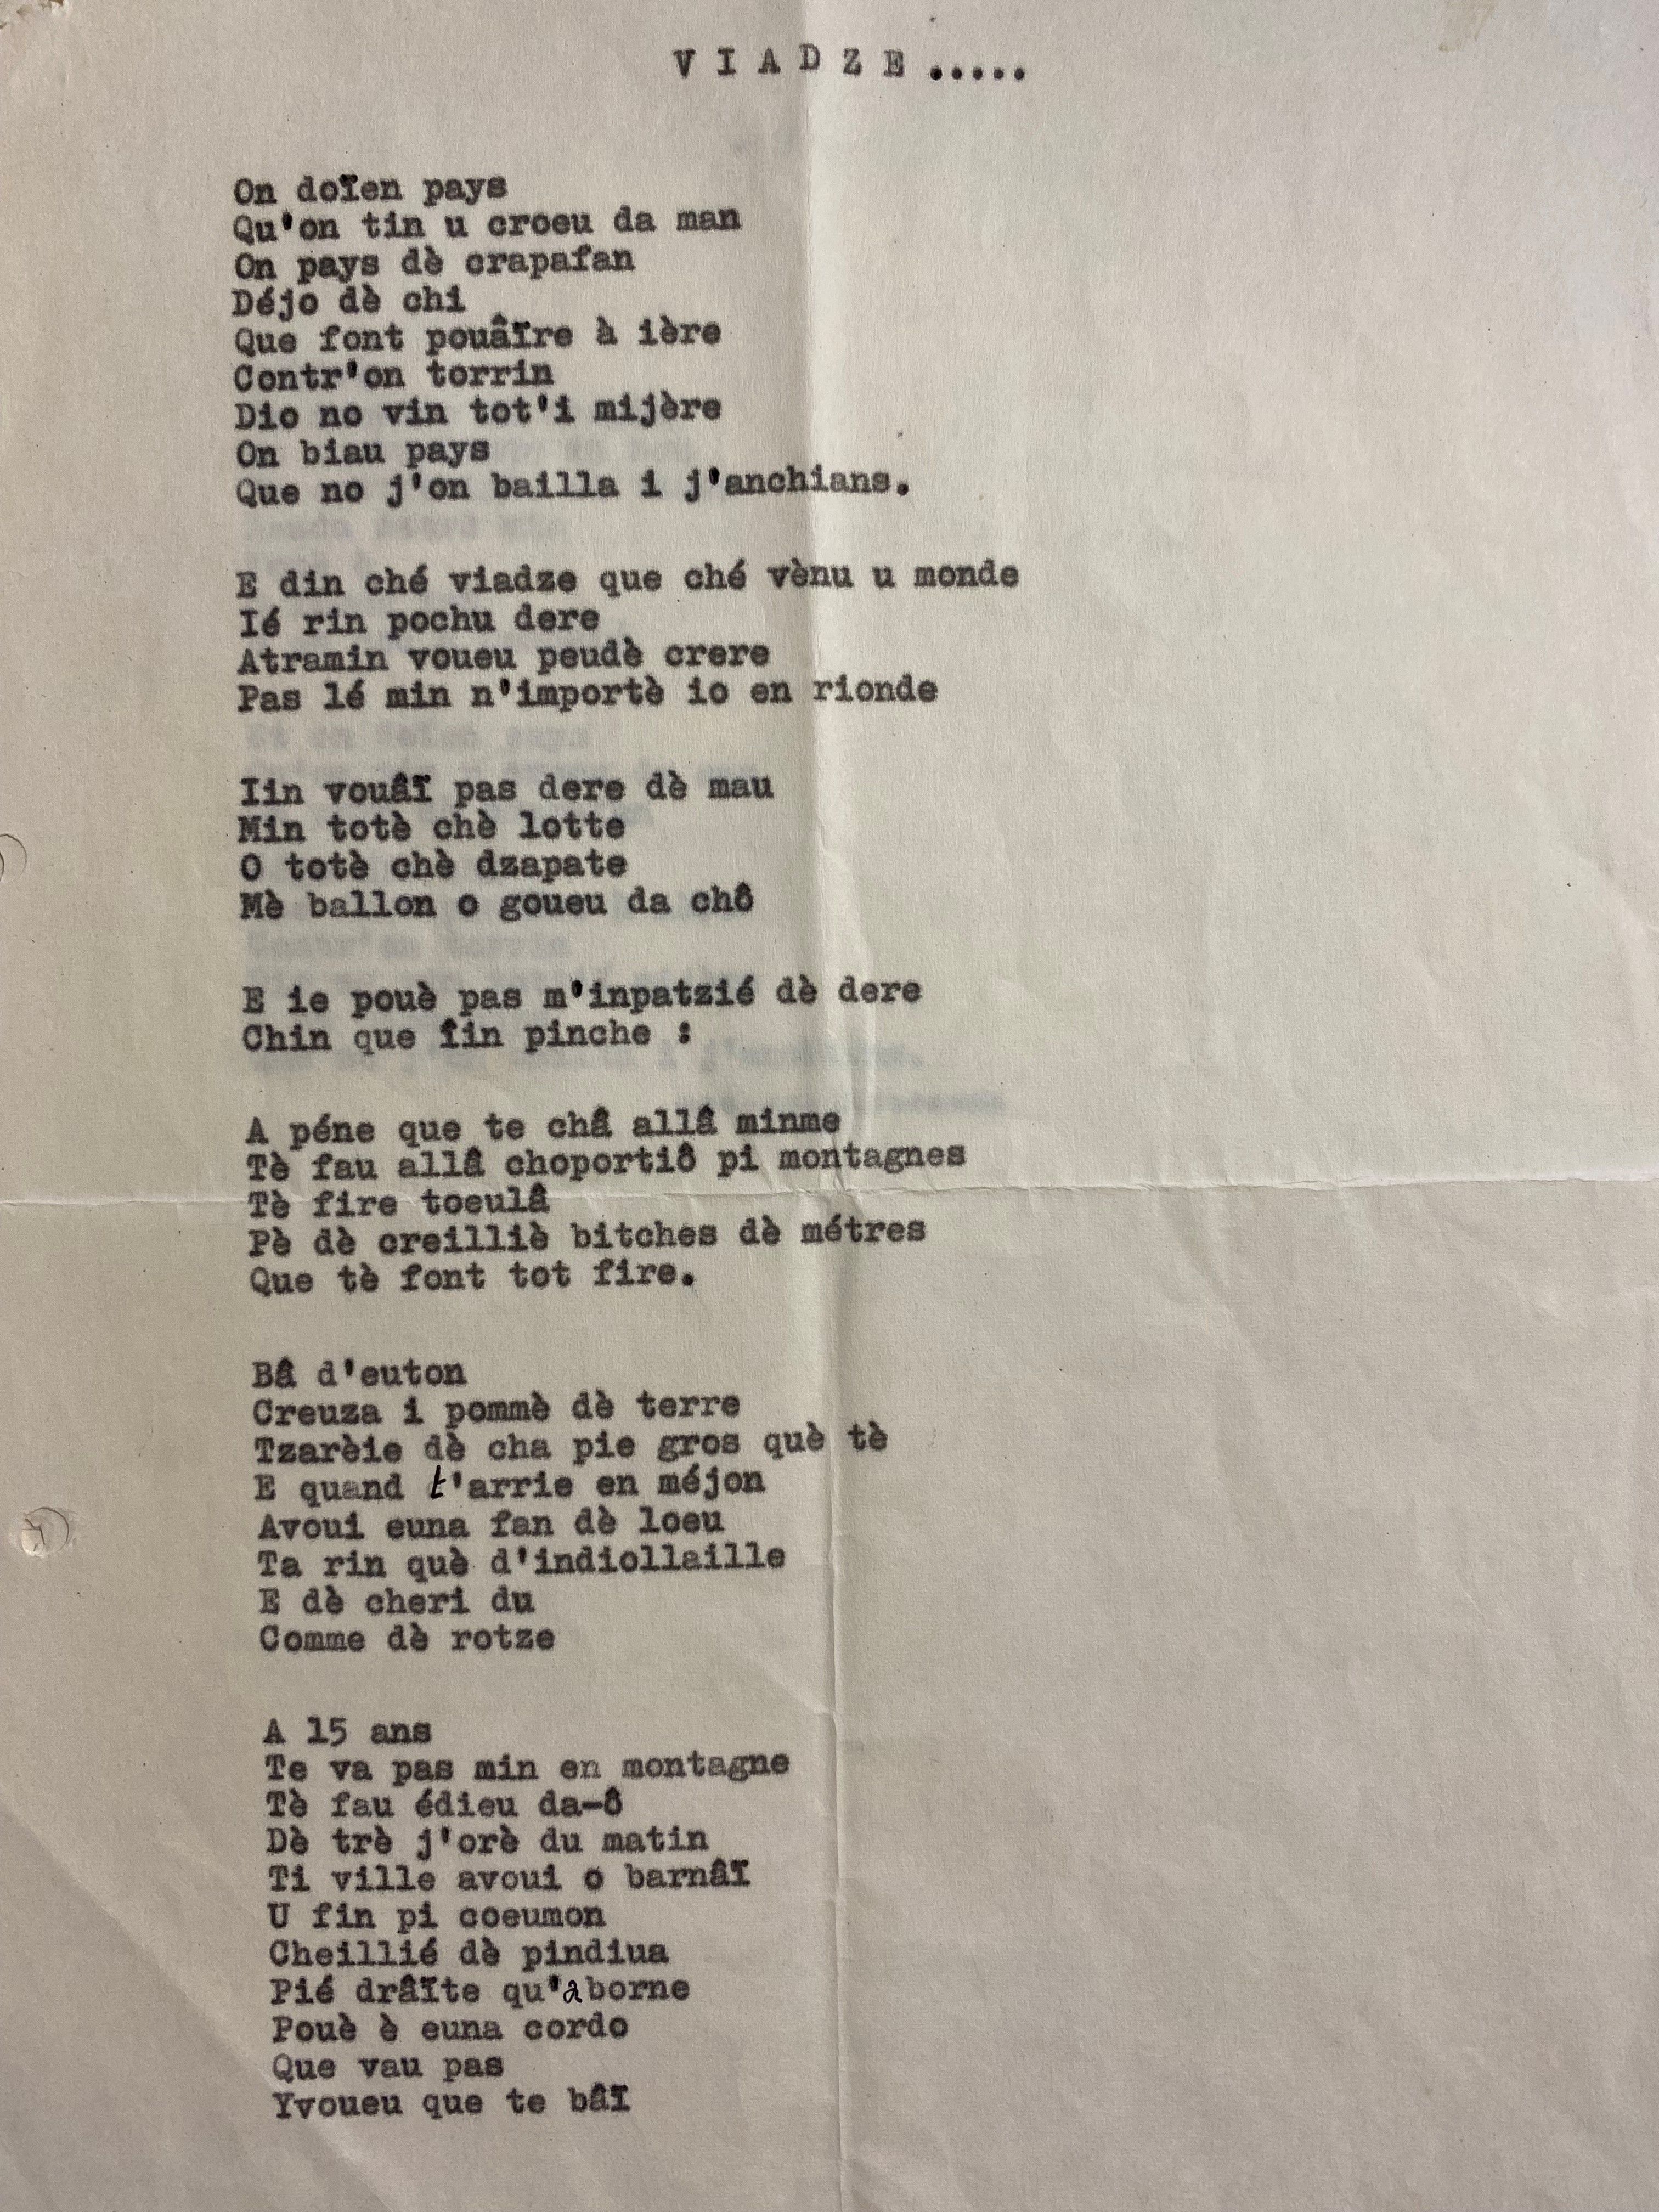 VIADZE.....
On doïen pays
Qu'on tin u croeu da man
On pays dè crapafan
Déjo dè chi
Que font pouâïre à ière
Contr'on torrin
Dio no vin tot'i mijère
On biau pays
Que no j'on bailla i j'anchians.
E din ché viadze que ché vènu u monde
Ié rin pochu dere
Atramin voueu peudè crere
Pas lé min n'importè io en rionde
Iin vouâï pas dere dè mau
Min totè chè lotte
O totè chè dzapate
Mè ballon o goueu da chô
E ie pouè pas m'inpatzié dè dere
Chin que îin pinche :
A péne que te châ allâ minme
Tè fau allâ choportiô pi montagnes
Tè fire toeulâ
Pè dè creilliè bitches dè métres
Que tè font tot fire.
Bâ d'euton
Creuza i pommè dè terre
Tzarèie dè cha pie gros què tè
E quand t'arrie en méjon
Avoui euna fan dè loeu
Ta rin què d'indiollaille
E dè cheri du
Comme dè rotze
A 15 ans
Te va pas min en montagne
Tè fau édieu da-ô
Dè trè j'orè du matin
Ti ville avoui o barnâï
U fin pi coeumon
Cheillié dè pindiua
Pié drâïte qu'aborne
Pouè è euna cordo
Que vau pas
Yvoueu que te bâï